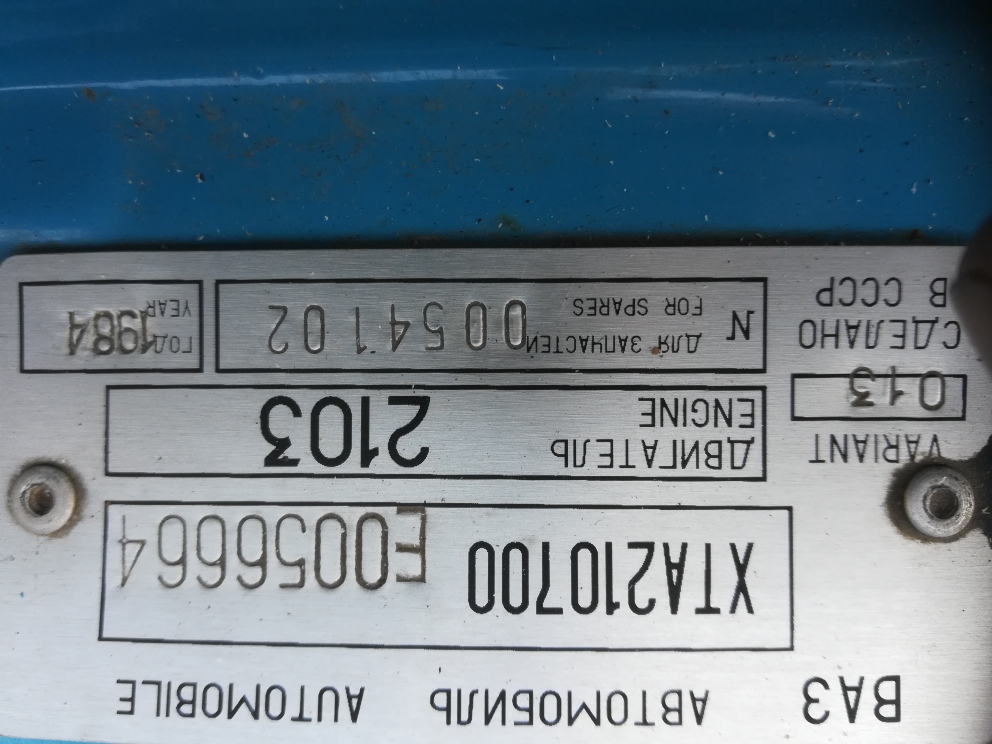 ВАЗ АВТОМОБИЛЬ AUTOMOBILE
XTA210700 E0056664
VARIANT
013
ДВИГАТЕЛЬ
ENGINE
2103
СДЕЛАНО
В СССР
N ДЛЯ ЗАПЧАСТЕЙ
FOR SPARES
0054102
ГОД 1984
YEAR